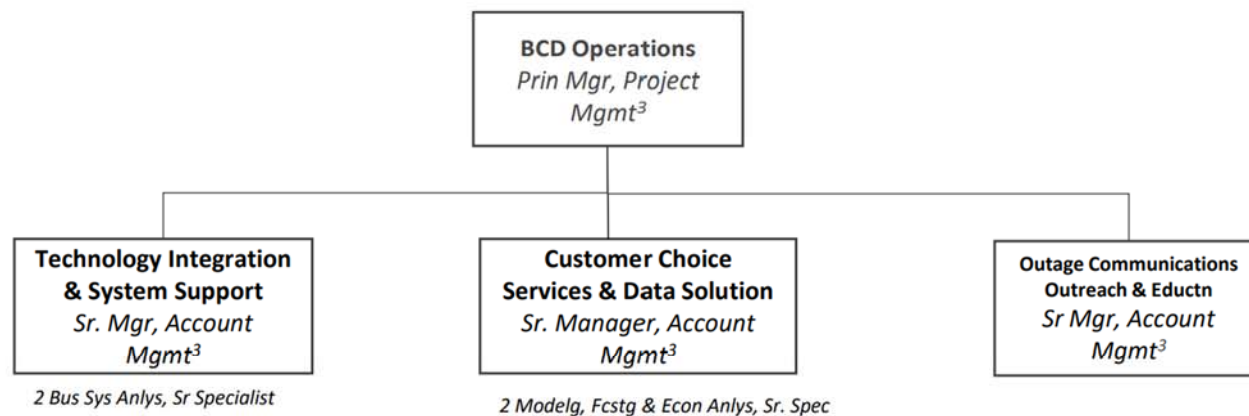 BCD Operations
Prin Mgr, Project
Mgmt³
Technology Integration
& System Support
Sr. Mgr, Account
Mgmt³
2 Bus Sys Anlys, Sr Specialist
Customer Choice
Services & Data Solution
Sr. Manager, Account
Mgmt³
2 Modelg, Fcstg & Econ Anlys, Sr. Spec
Outage Communications
Outreach & Eductn
Sr Mgr, Account
Mgmt³